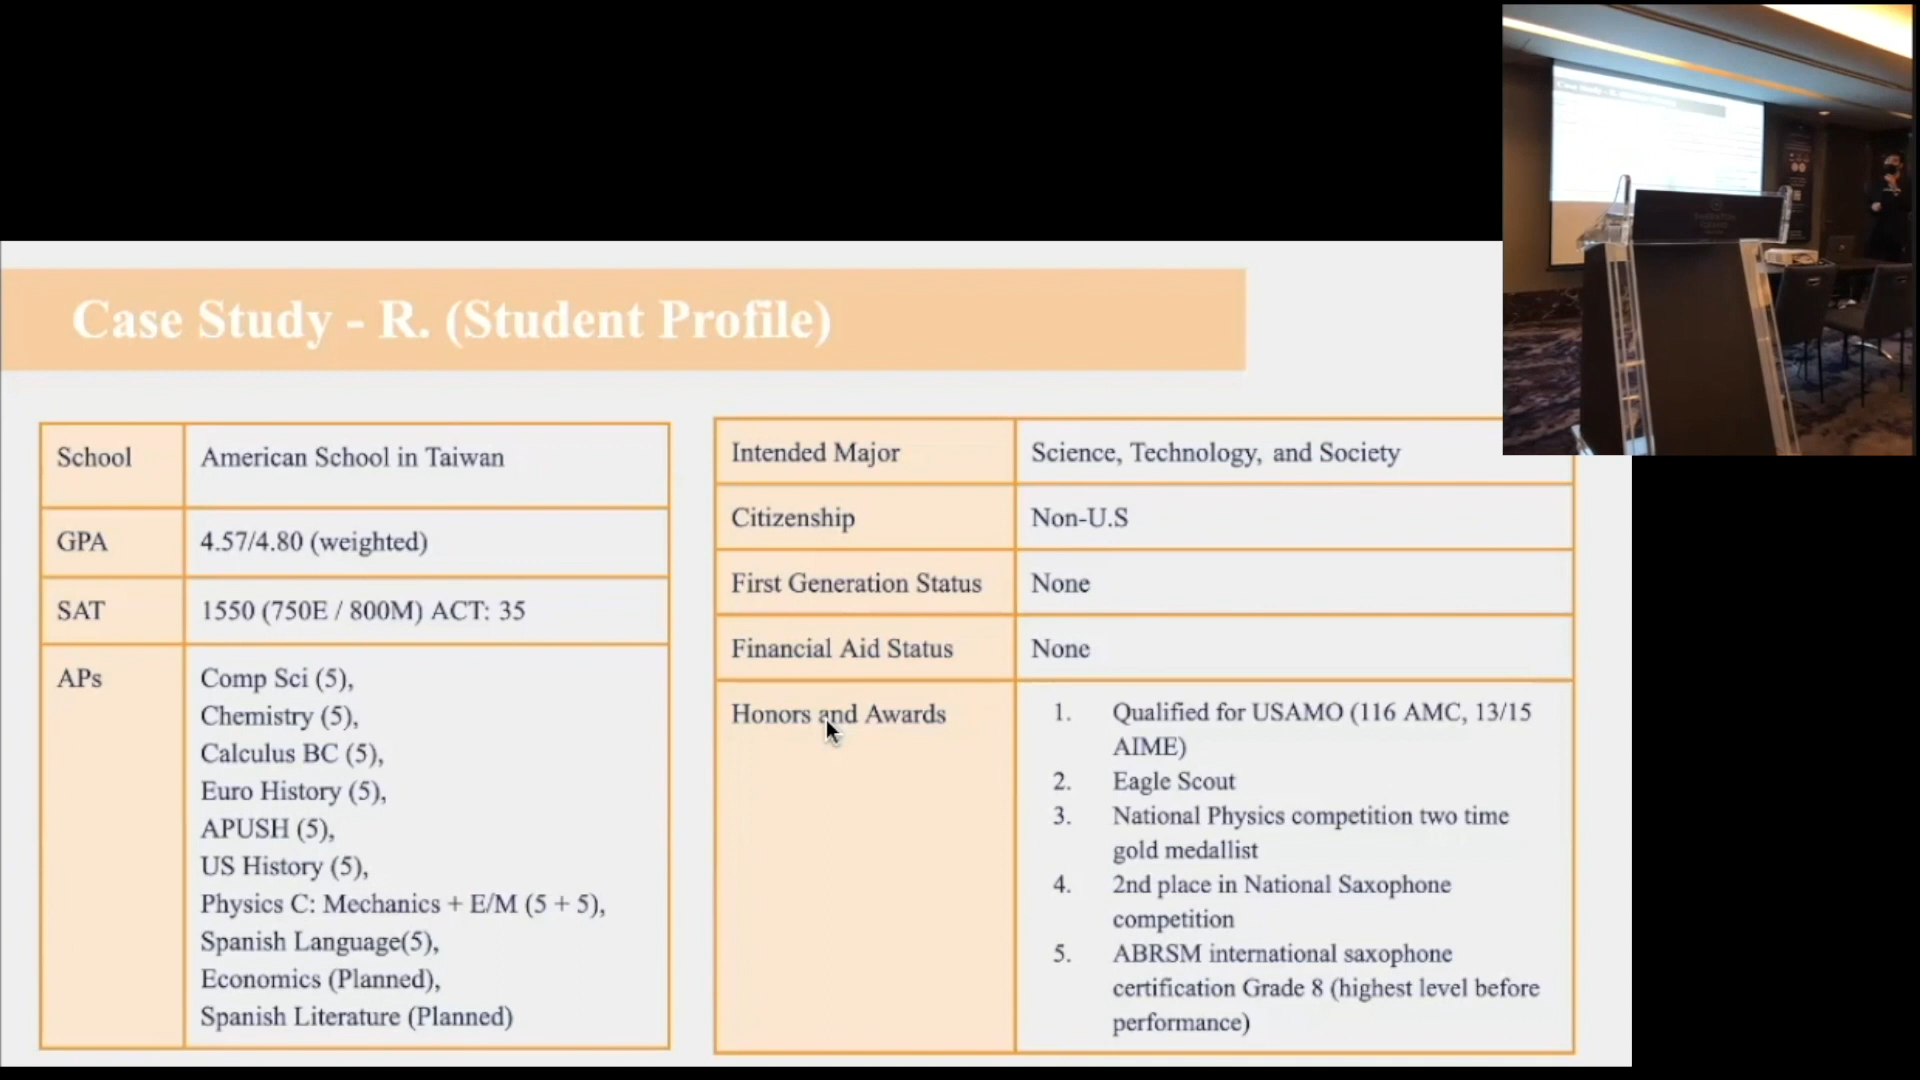 Case Study - R. (Student Profile)
School
American School in Taiwan
GPA
4.57/4.80 (weighted)
SAT
1550 (750E / 800M) ACT: 35
APs
Comp Sci (5),
Chemistry (5),
Calculus BC (5),
Euro History (5),
APUSH (5),
US History (5),
Physics C: Mechanics + E/M (5 + 5),
Spanish Language(5),
Economics (Planned),
Spanish Literature (Planned)
Intended Major
Science, Technology, and Society
Citizenship
Non-U.S
First Generation Status
None
Financial Aid Status
None
Honors and Awards
1. Qualified for USAMO (116 AMC, 13/15
AIME)
2. Eagle Scout
3. National Physics competition two time
gold medallist
4. 2nd place in National Saxophone
competition
5. ABRSM international saxophone
certification Grade 8 (highest level before
performance)